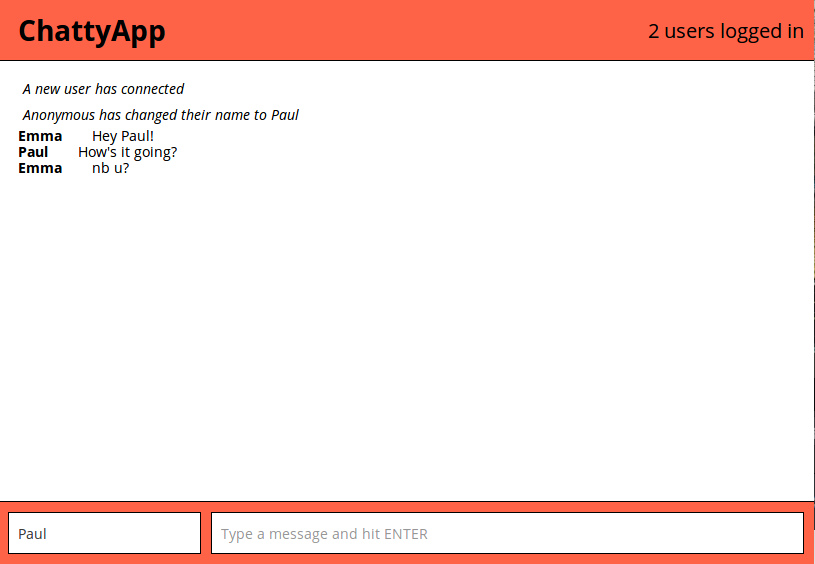 ChattyApp 2 users logged in
A new user has connected
Anonymous has changed their name to Paul
Emma Hey Paul!
Paul How's it going?
Emma nb u?
Paul Type a message and hit ENTER